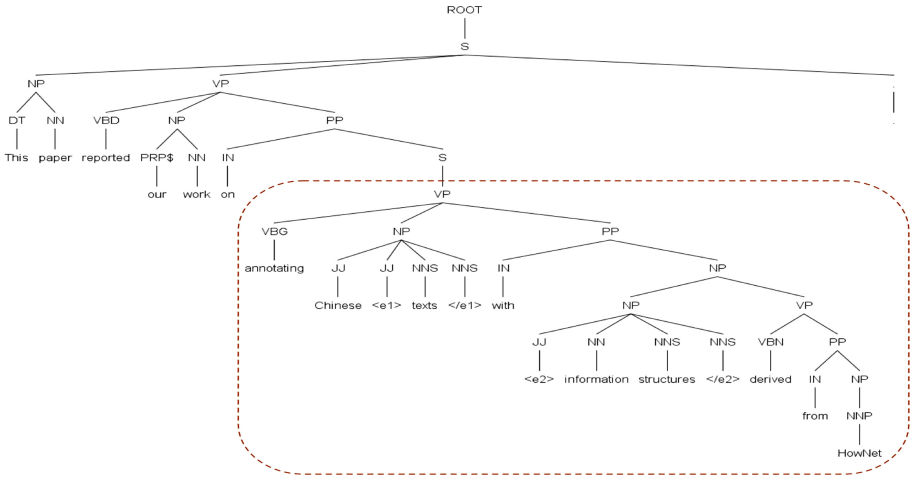 ROOT
S
NP VP
DT NN VBD NP PP
This paper reported PRP$ NN IN S
our work on VP
VBG NP PP
annotating JJ JJ NNS NNS IN NP
Chinese <e1> texts </e1> with NP VP
JJ NN NNS NNS VBN PP
<e2> information structures </e2> derived IN NP
from NNP
HowNet